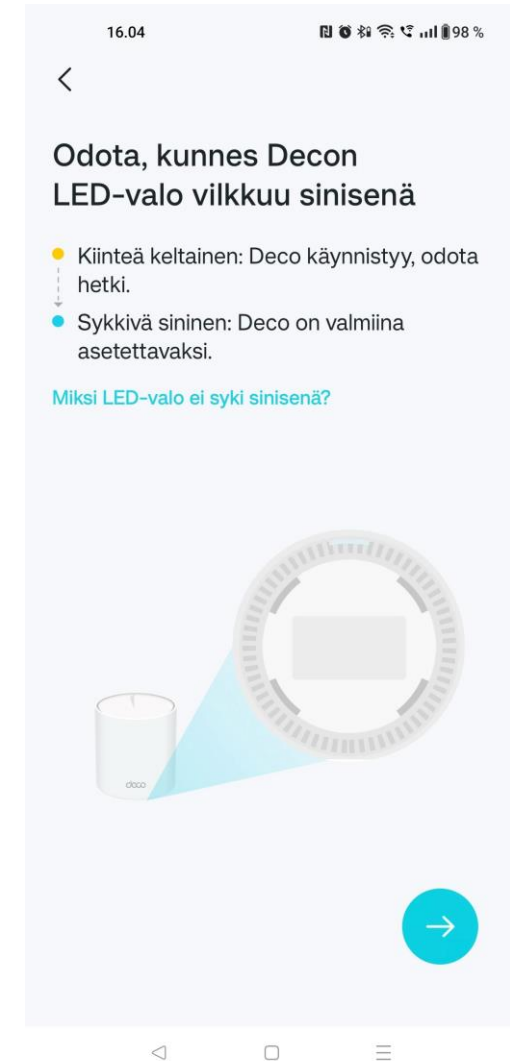 16.04
98 %
Odota, kunnes Decon
LED-valo vilkkuu sinisenä
Kiinteä keltainen: Deco käynnistyy, odota
hetki.
Sykkivä sininen: Deco on valmiina
asetettavaksi.
Miksi LED-valo ei syki sinisenä?
deco